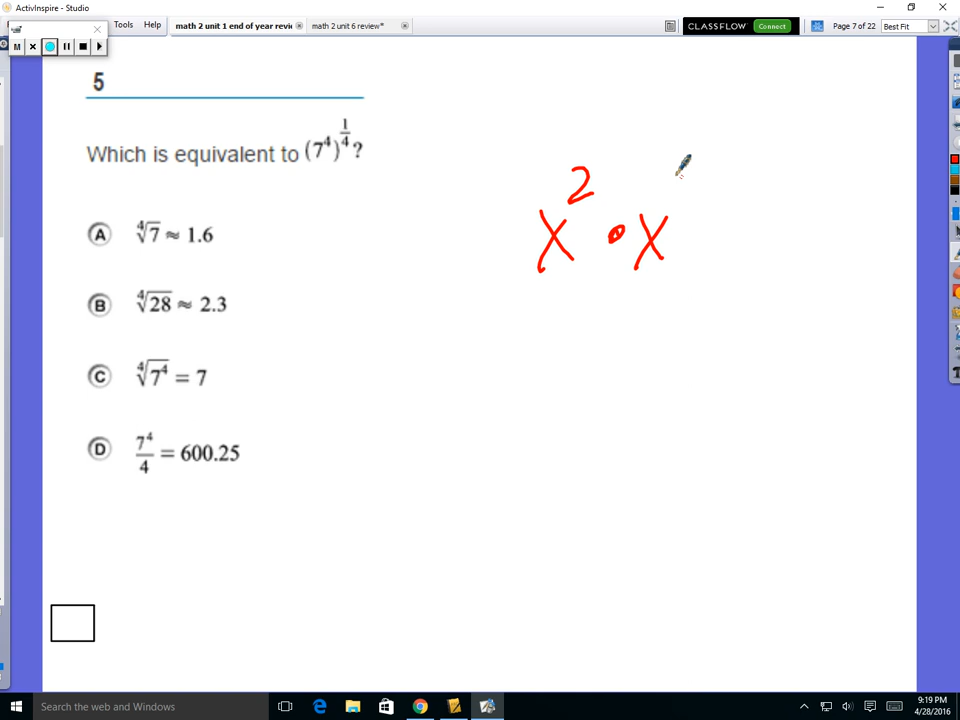 ActivInspire - Studio
Tools Help math 2 unit 1 end of year revie math 2 unit 6 review* CLASSFLOW Connect Page 7 of 22 Best Fit
M
5
Which is equivalent to (7⁴)^(1/4)?
A ∜7 ≈ 1.6
B ∜28 ≈ 2.3
C ∜7⁴ = 7
D 7⁴/4 = 600.25
x² • x
Search the web and Windows
9:19 PM
4/28/2016